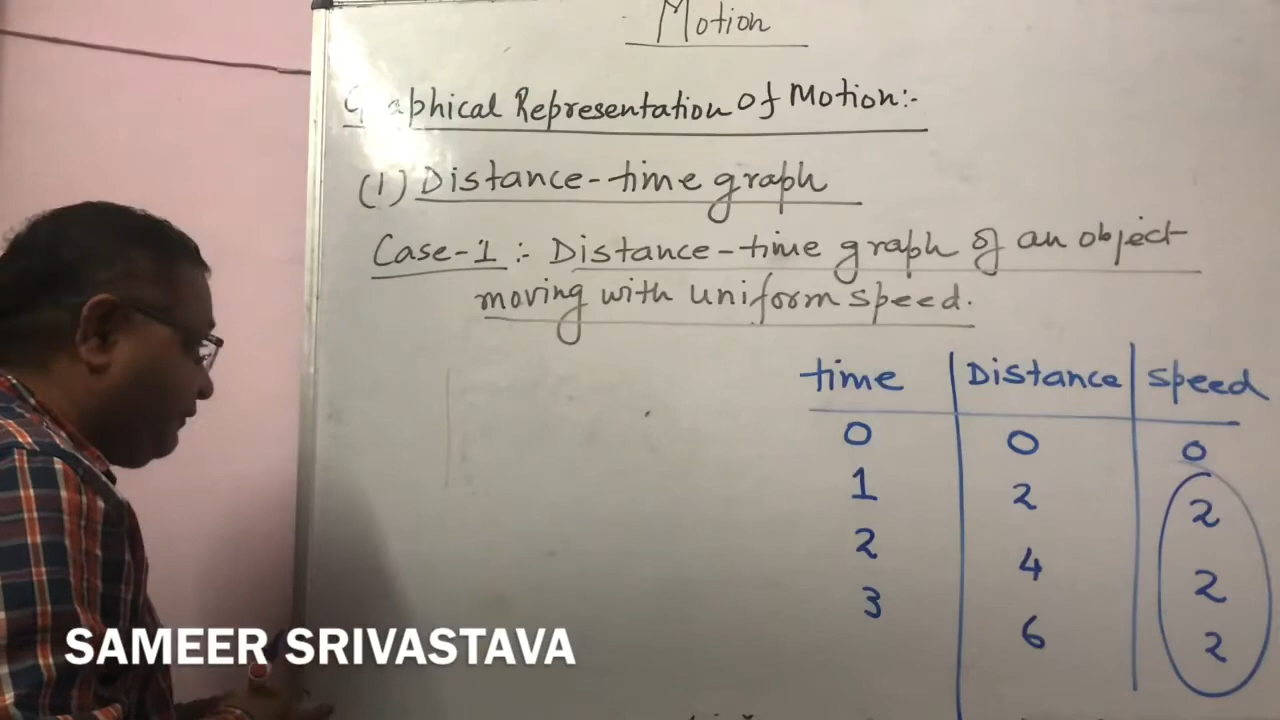 Motion
Graphical Representation of Motion:-
(1) Distance-time graph
Case-1:- Distance-time graph of an object
moving with uniform speed.
time Distance speed
0 0 0
1 2 2
2 4 2
3 6 2
SAMEER SRIVASTAVA